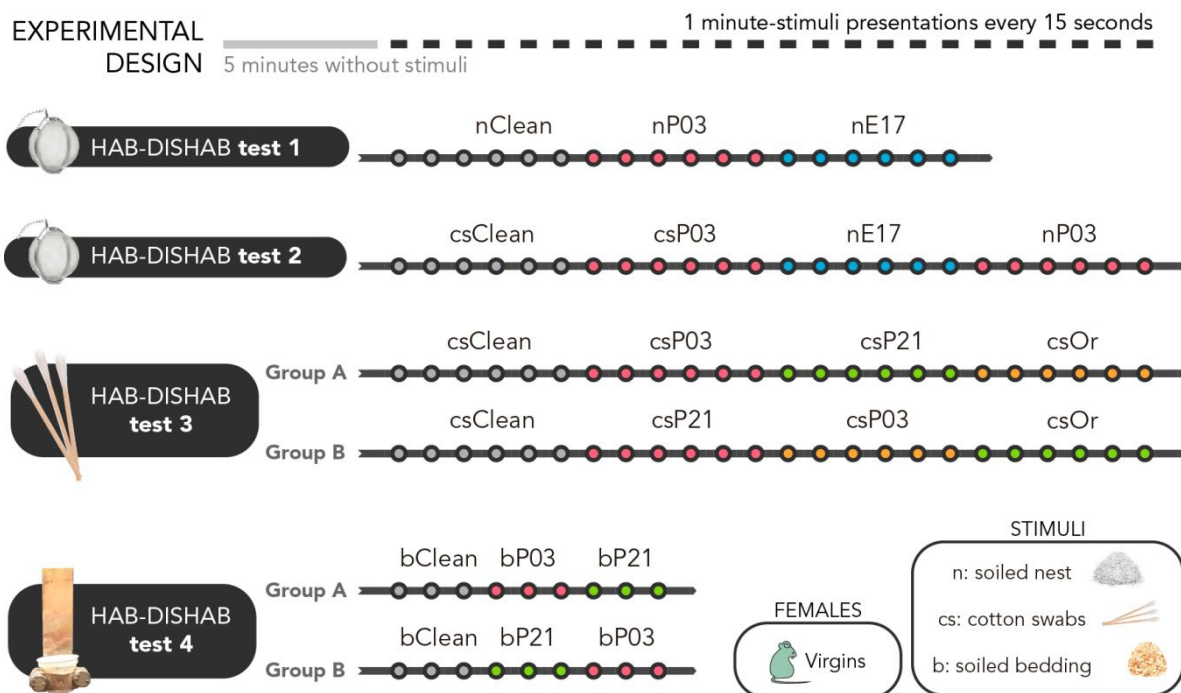 EXPERIMENTAL
DESIGN
1 minute-stimuli presentations every 15 seconds
5 minutes without stimuli
HAB-DISHAB test 1
nClean nP03 nE17
HAB-DISHAB test 2
csClean csP03 nE17 nP03
HAB-DISHAB
test 3
Group A
csClean csP03 csP21 csOr
Group B
csClean csP21 csP03 csOr
HAB-DISHAB
test 4
Group A
bClean bP03 bP21
Group B
bClean bP21 bP03
FEMALES
Virgins
STIMULI
n: soiled nest
cs: cotton swabs
b: soiled bedding